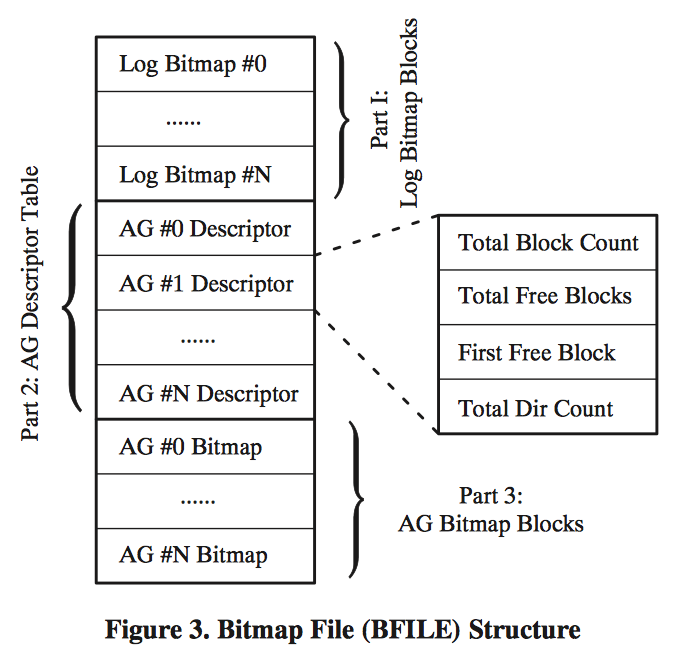 Log Bitmap #0
......
Log Bitmap #N
Part I:
Log Bitmap Blocks
Part 2: AG Descriptor Table
AG #0 Descriptor
AG #1 Descriptor
......
AG #N Descriptor
Total Block Count
Total Free Blocks
First Free Block
Total Dir Count
AG #0 Bitmap
......
AG #N Bitmap
Part 3:
AG Bitmap Blocks
Figure 3. Bitmap File (BFILE) Structure